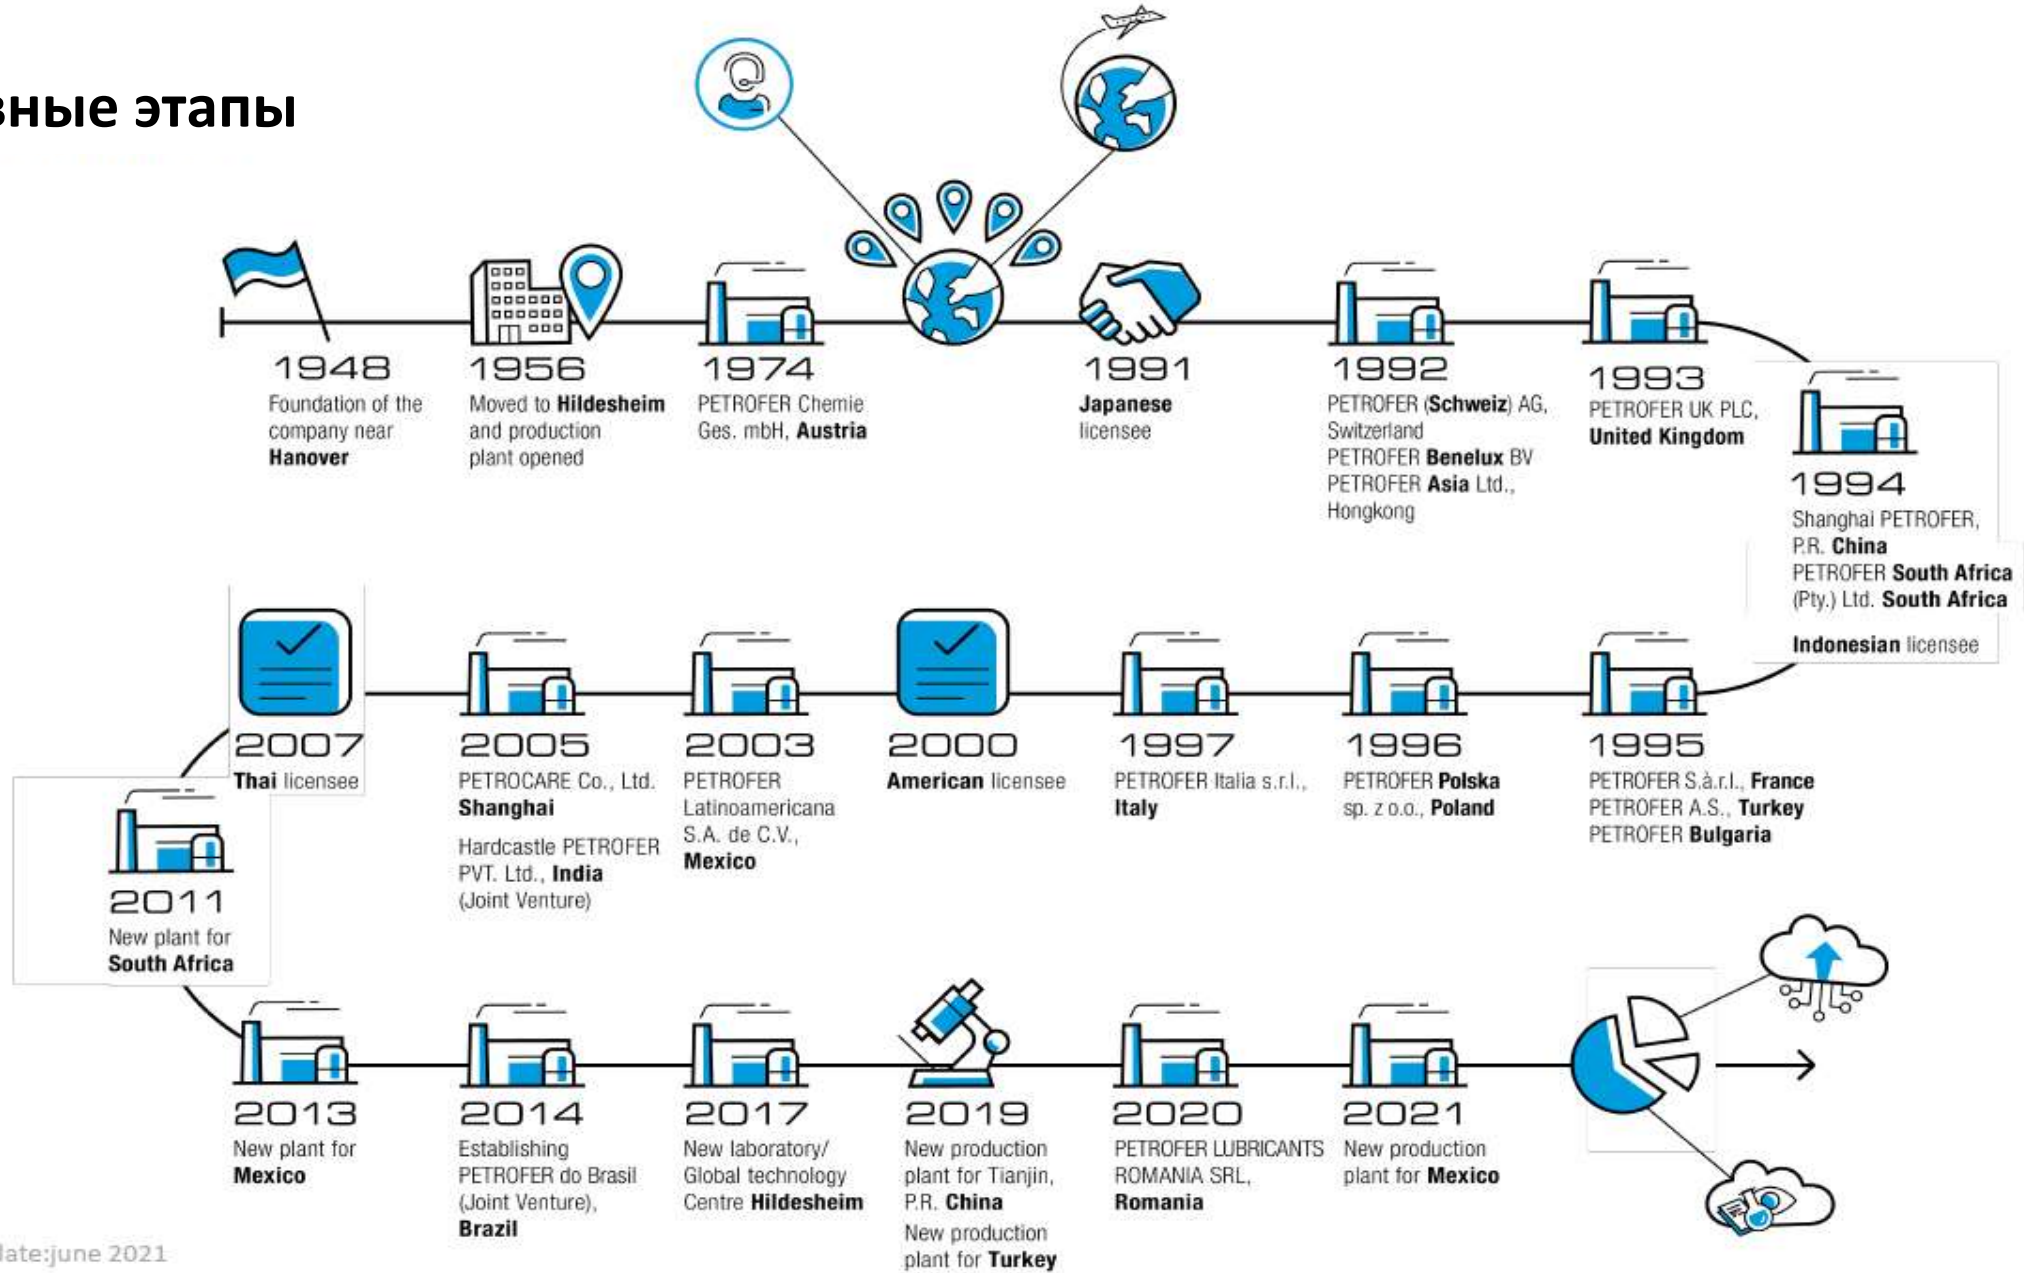 этапы
1948
Foundation of the
company near
Hanover
1956
Moved to Hildesheim
and production
plant opened
1974
PETROFER Chemie
Ges. mbH, Austria
1991
Japanese
licensee
1992
PETROFER (Schweiz) AG,
Switzerland
PETROFER Benelux BV
PETROFER Asia Ltd.,
Hongkong
1993
PETROFER UK PLC,
United Kingdom
1994
Shanghai PETROFER,
P.R. China
PETROFER South Africa
(Pty.) Ltd. South Africa
Indonesian licensee
2007
Thai licensee
2005
PETROCARE Co., Ltd.
Shanghai
Hardcastle PETROFER
PVT. Ltd., India
(Joint Venture)
2003
PETROFER
Latinoamericana
S.A. de C.V.,
Mexico
2000
American licensee
1997
PETROFER Italia s.r.l.,
Italy
1996
PETROFER Polska
sp. z o.o., Poland
1995
PETROFER S.à.r.l., France
PETROFER A.S., Turkey
PETROFER Bulgaria
2011
New plant for
South Africa
2013
New plant for
Mexico
2014
Establishing
PETROFER do Brasil
(Joint Venture),
Brazil
2017
New laboratory/
Global technology
Centre Hildesheim
2019
New production
plant for Tianjin,
P.R. China
New production
plant for Turkey
2020
PETROFER LUBRICANTS
ROMANIA SRL,
Romania
2021
New production
plant for Mexico
june 2021